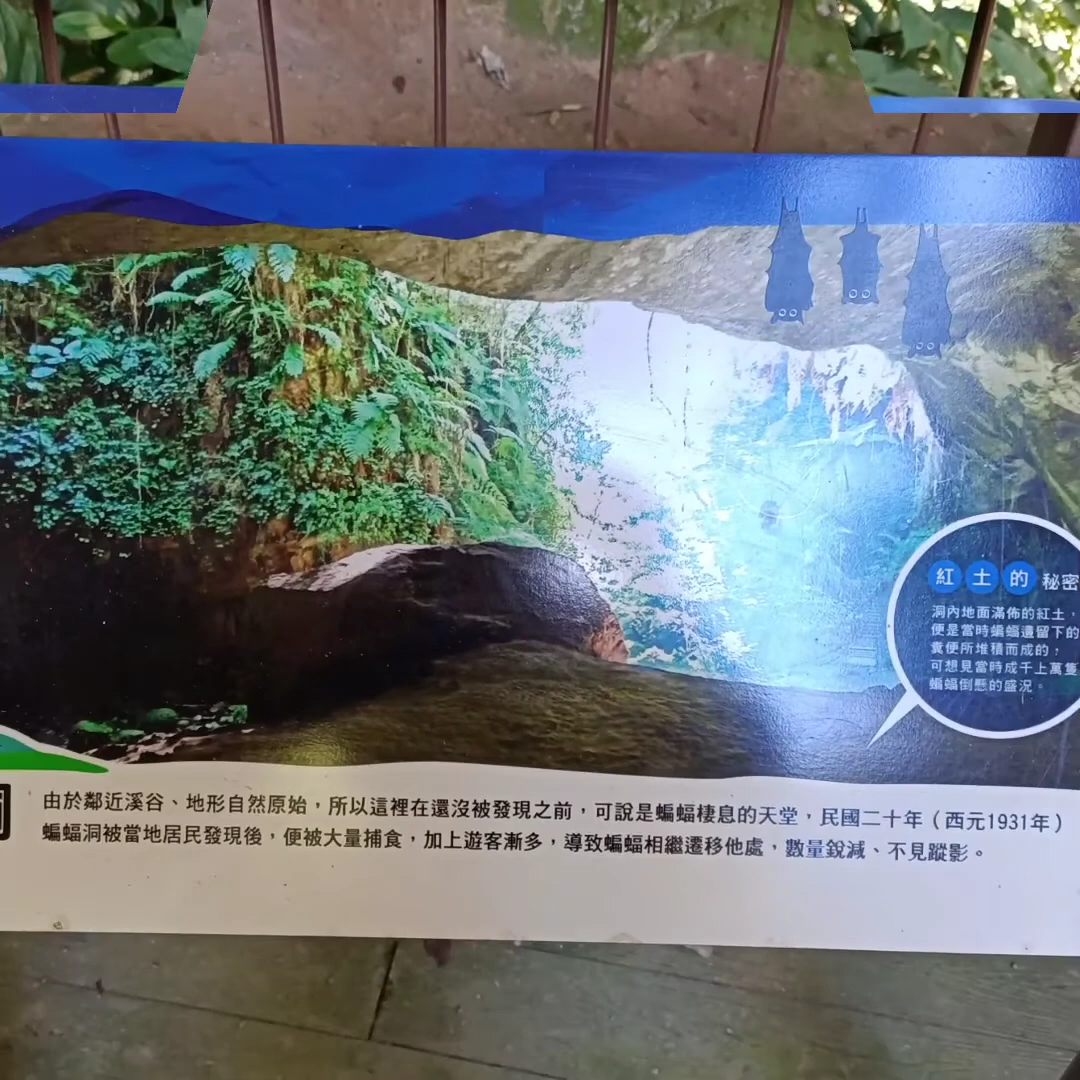 紅土的 秘密
洞內地面滿佈的紅土,
便是當時蝙蝠遺留下的
糞便所堆積而成的,
可想見當時成千上萬隻
蝙蝠倒懸的盛況。
由於鄰近溪谷、地形自然原始,所以這裡在還沒被發現之前,可說是蝙蝠棲息的天堂,民國二十年(西元1931年)
蝙蝠洞被當地居民發現後,便被大量捕食,加上遊客漸多,導致蝙蝠相繼遷移他處,數量銳減、不見蹤影。